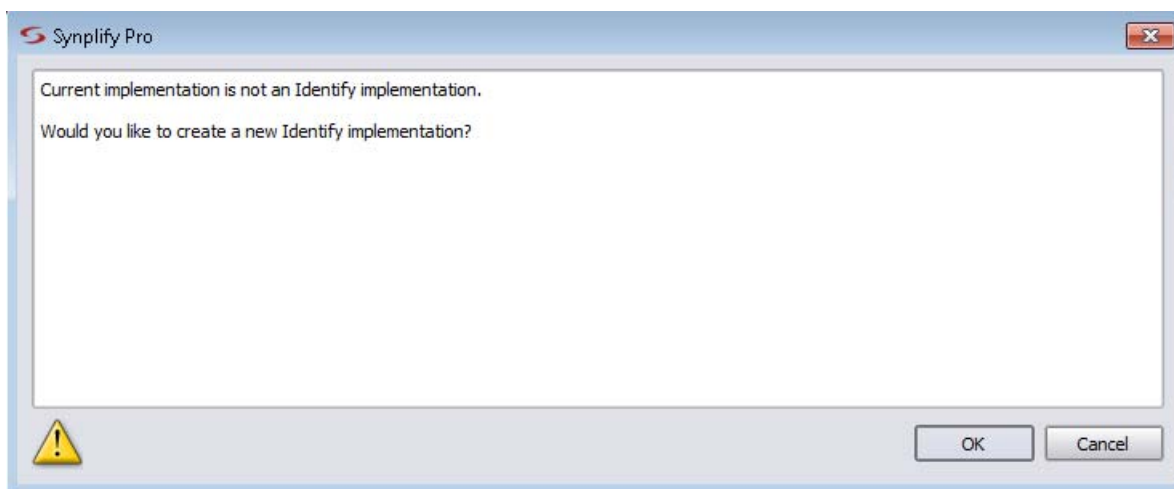 Synplify Pro
Current implementation is not an Identify implementation.
Would you like to create a new Identify implementation?
OK
Cancel